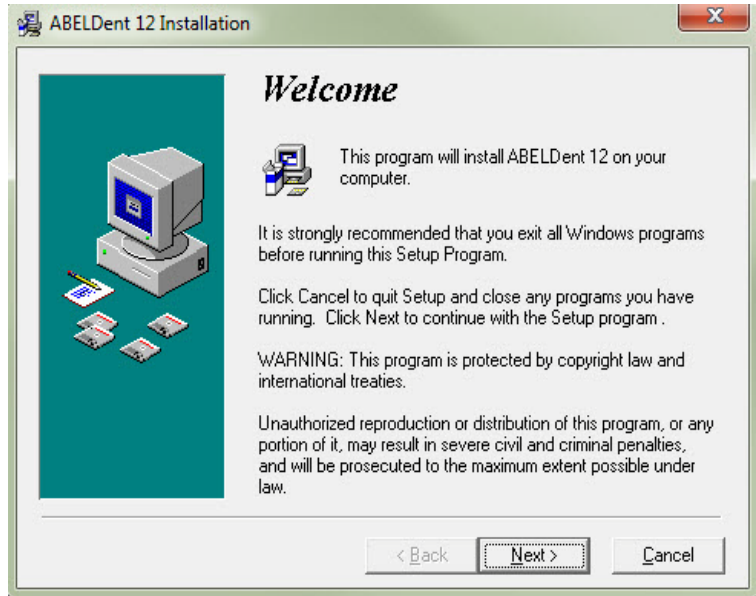 ABELDent 12 Installation
Welcome
This program will install ABELDent 12 on your
computer.
It is strongly recommended that you exit all Windows programs
before running this Setup Program.
Click Cancel to quit Setup and close any programs you have
running.  Click Next to continue with the Setup program .
WARNING: This program is protected by copyright law and
international treaties.
Unauthorized reproduction or distribution of this program, or any
portion of it, may result in severe civil and criminal penalties,
and will be prosecuted to the maximum extent possible under
law.
< Back
Next >
Cancel